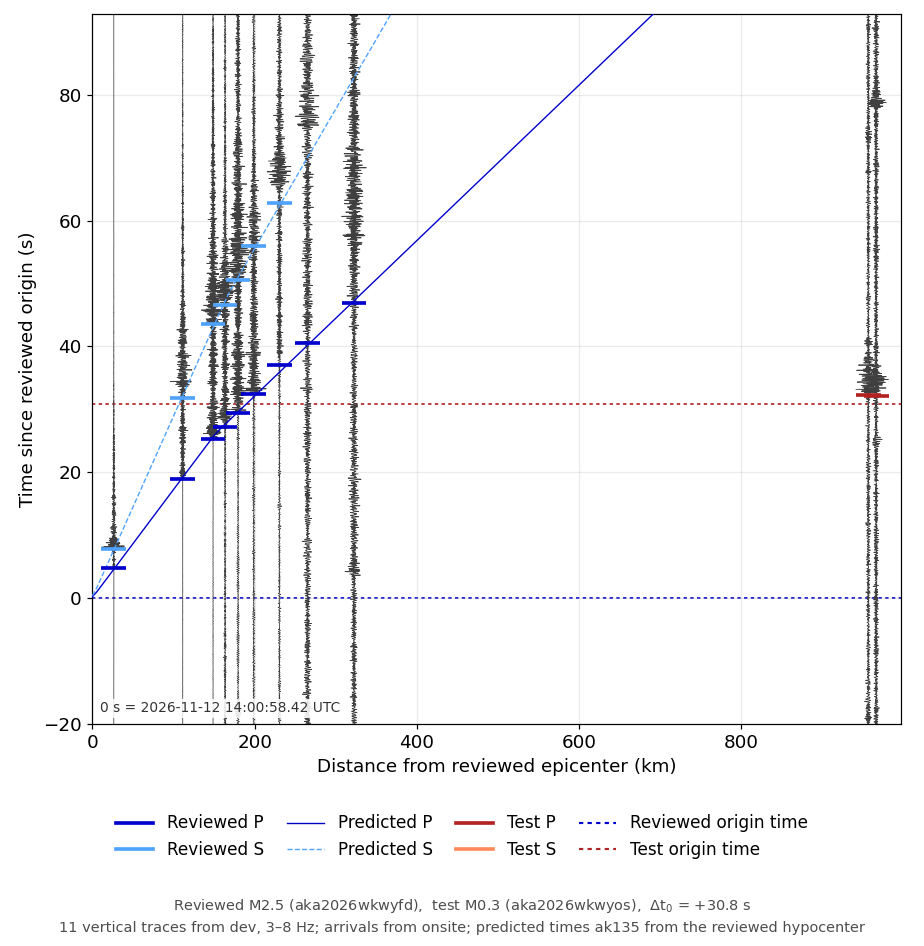 80
60
40
20
0
−20
Time since reviewed origin (s)
0 s = 2026-11-12 14:00:58.42 UTC
0 200 400 600 800
Distance from reviewed epicenter (km)
Reviewed P Predicted P Test P Reviewed origin time
Reviewed S Predicted S Test S Test origin time
Reviewed M2.5 (aka2026wkwyfd), test M0.3 (aka2026wkwyos), Δt₀ = +30.8 s
11 vertical traces from dev, 3–8 Hz; arrivals from onsite; predicted times ak135 from the reviewed hypocenter